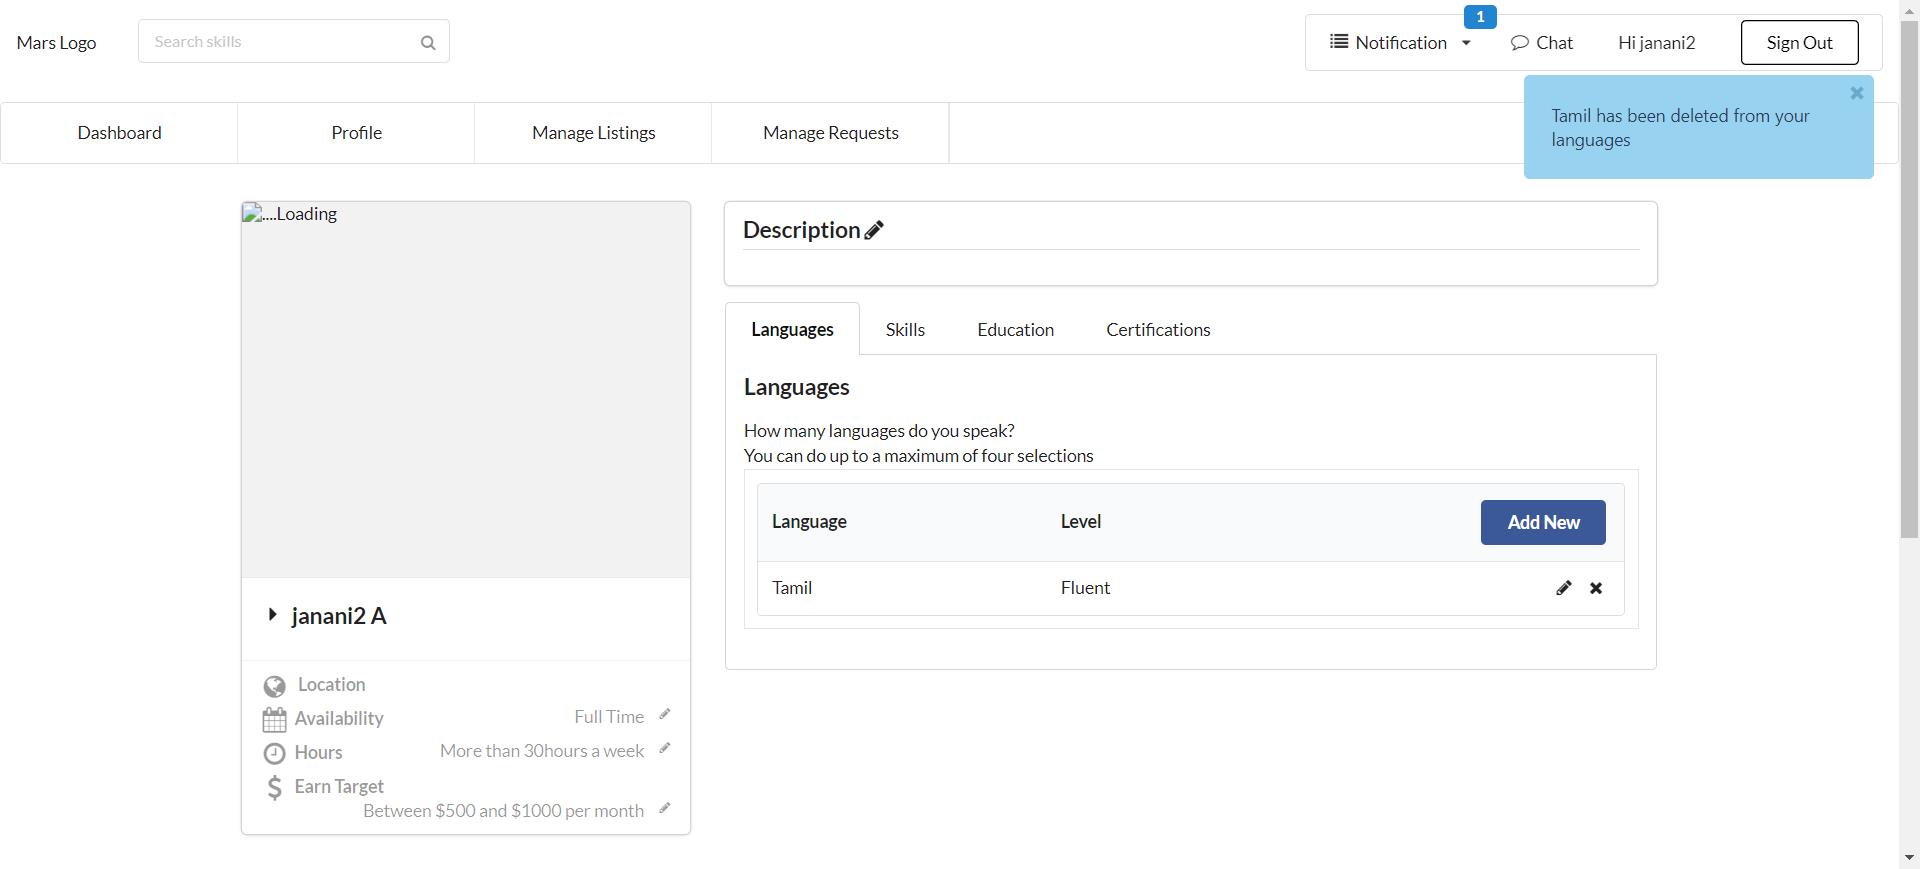 Mars Logo
Search skills
1
Notification
Chat
Hi janani2
Sign Out
Dashboard
Profile
Manage Listings
Manage Requests
Tamil has been deleted from your
languages
....Loading
janani2 A
Location
Availability
Full Time
Hours
More than 30hours a week
Earn Target
Between $500 and $1000 per month
Description
Languages
Skills
Education
Certifications
Languages
How many languages do you speak?
You can do up to a maximum of four selections
Language
Level
Add New
Tamil
Fluent